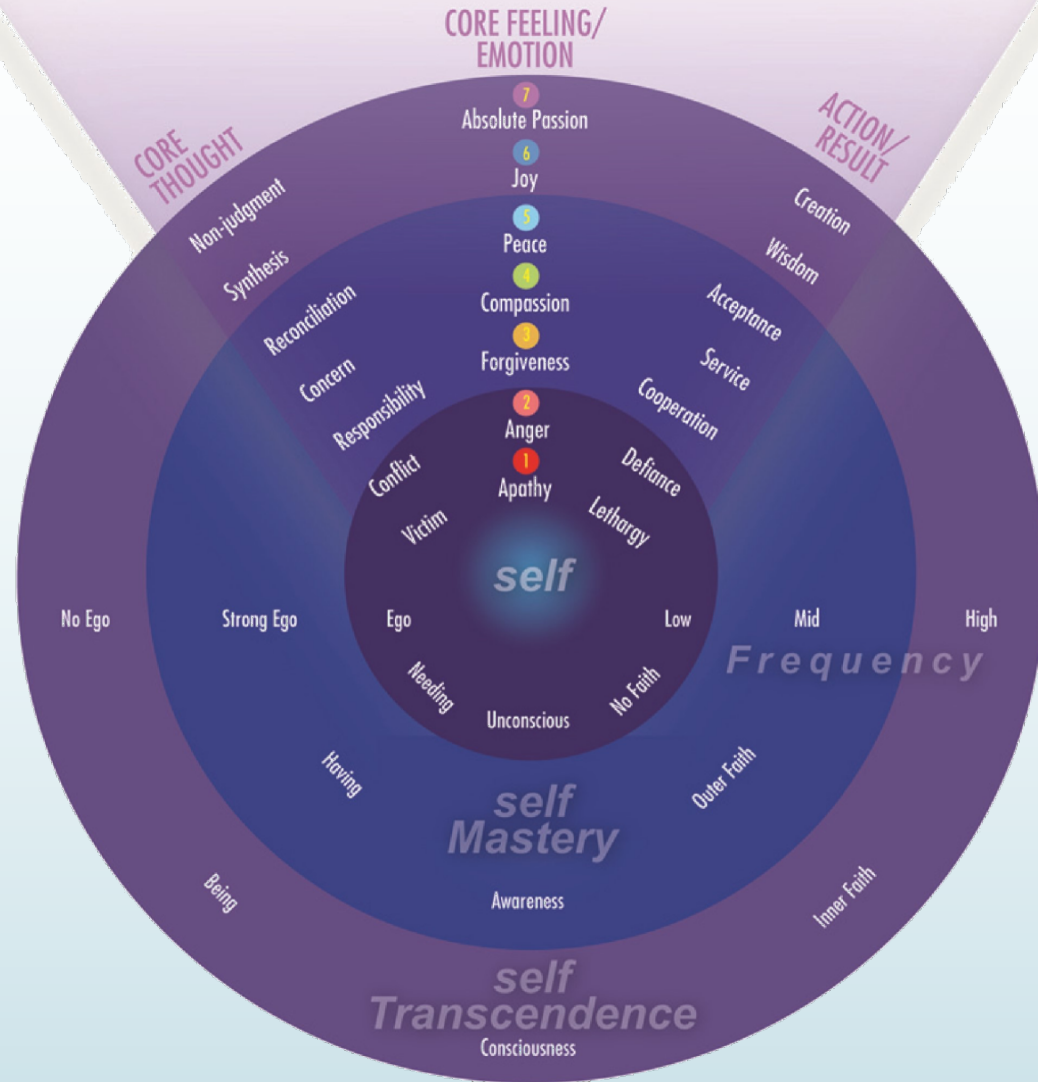 CORE FEELING/
EMOTION
CORE
THOUGHT
ACTION/
RESULT
7
Absolute Passion
6
Joy
Non-judgment
Creation
5
Peace
Synthesis
Wisdom
4
Compassion
Reconciliation
Acceptance
3
Forgiveness
Concern
Service
Responsibility
Cooperation
2
Anger
Conflict
Defiance
1
Apathy
Victim
Lethargy
self
No Ego
Strong Ego
Ego
Low
Mid
High
Frequency
Needing
No Faith
Unconscious
Having
Outer Faith
self
Mastery
Being
Awareness
Inner Faith
self
Transcendence
Consciousness